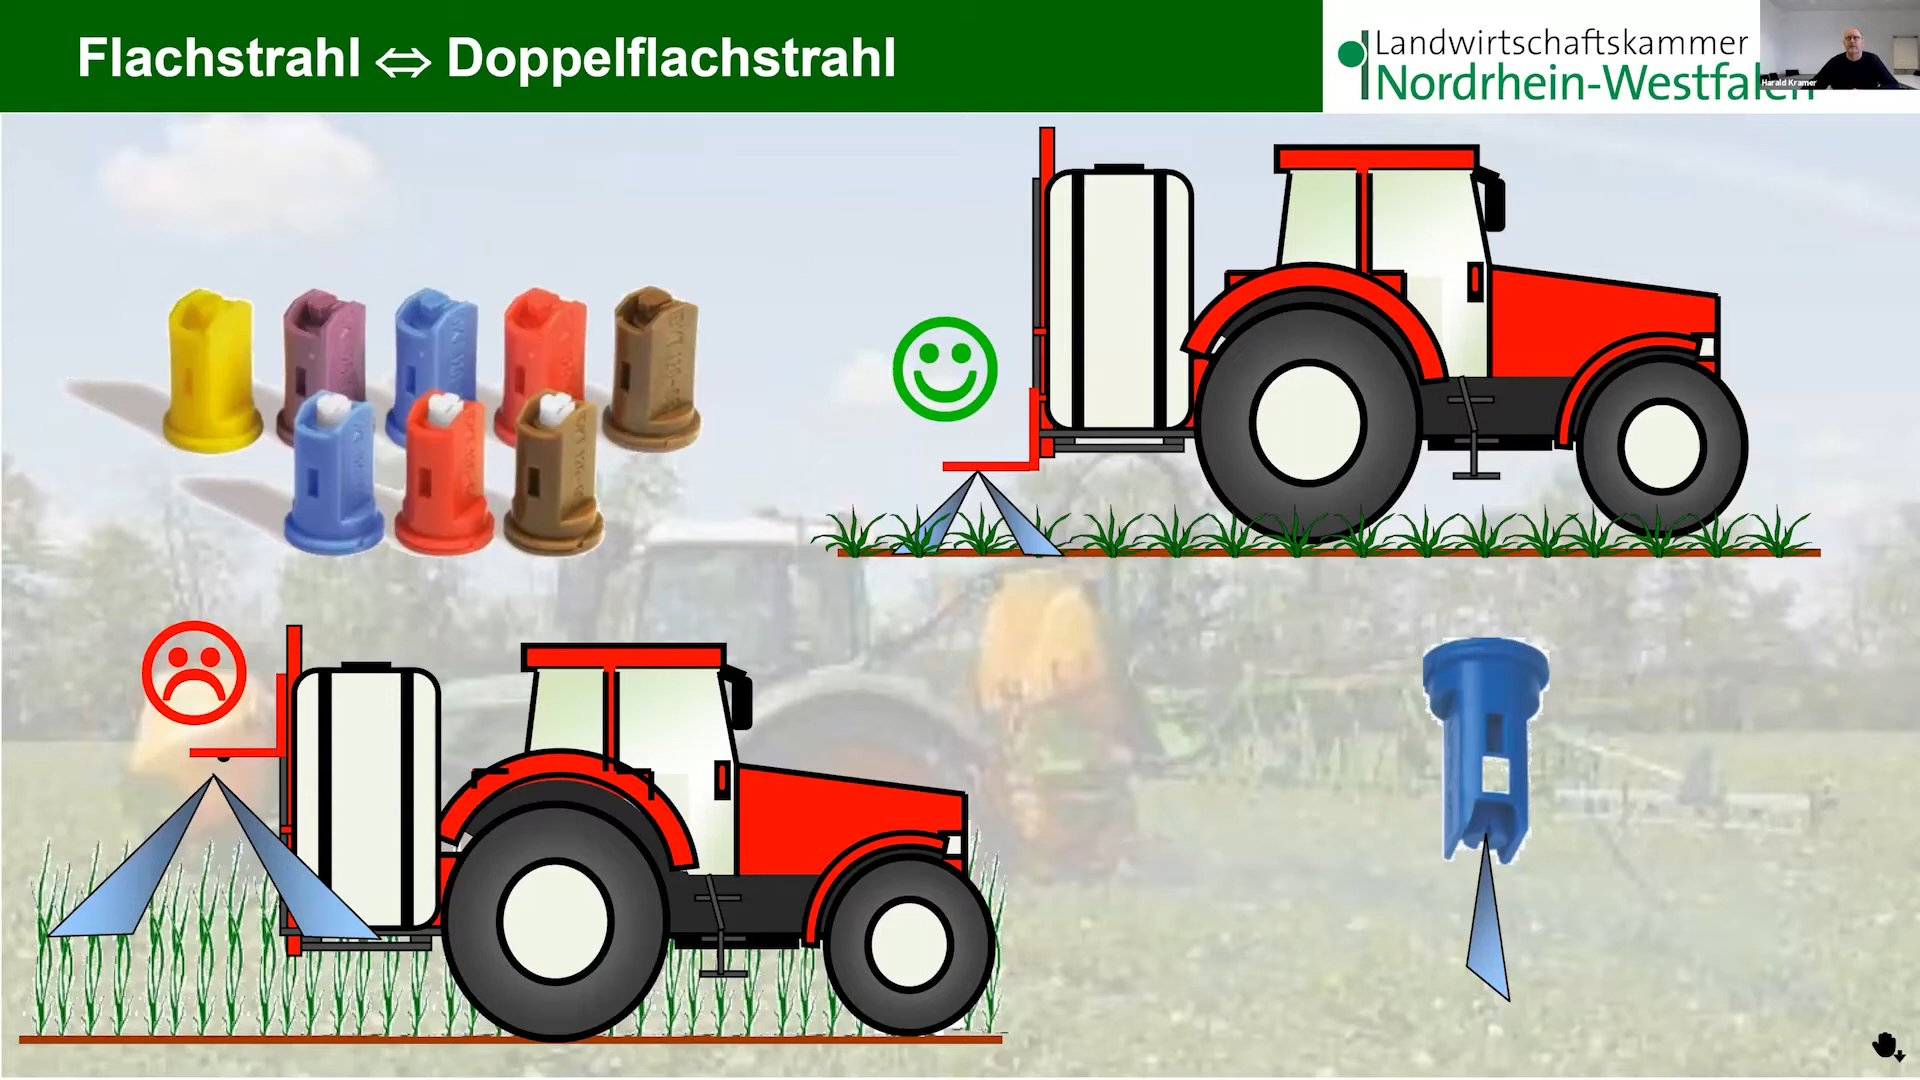 Flachstrahl ⇔ Doppelflachstrahl
Landwirtschaftskammer
Nordrhein-Westfalen
Harald Kramer